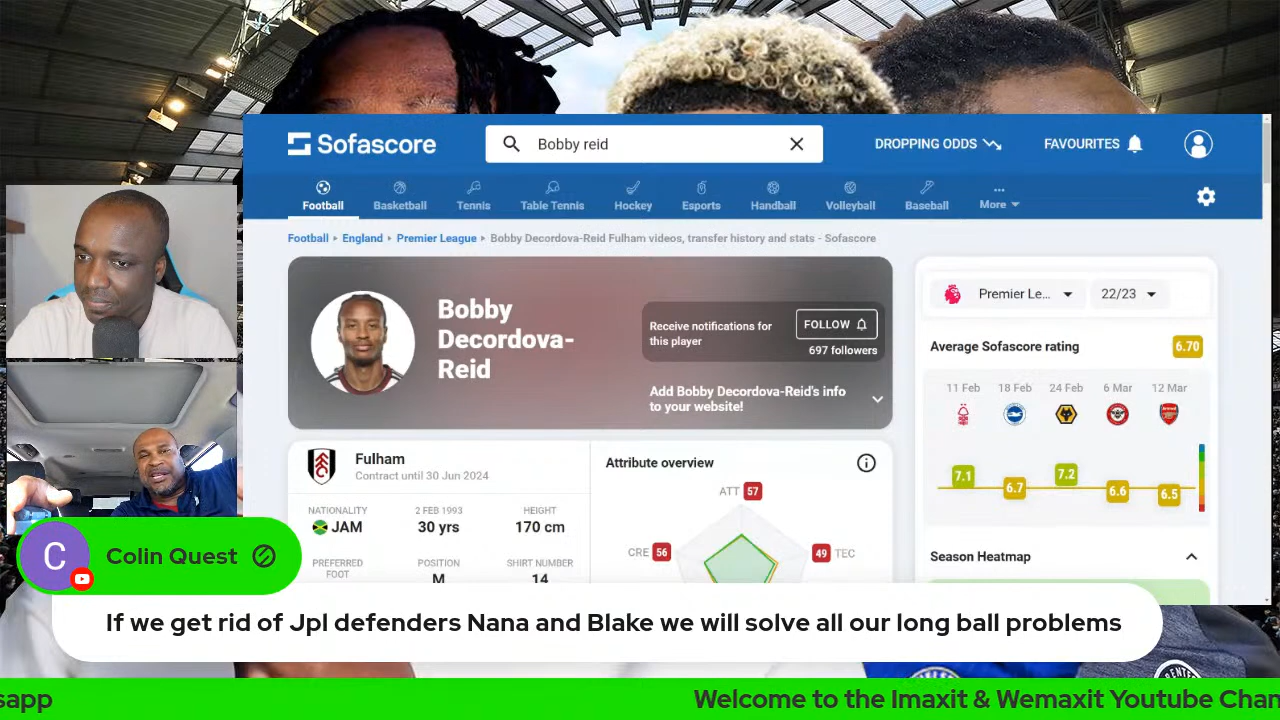 Sofascore
Bobby reid
DROPPING ODDS
FAVOURITES
Football
Basketball
Tennis
Table Tennis
Hockey
Esports
Handball
Volleyball
Baseball
More
Football England Premier League Bobby Decordova-Reid Fulham videos, transfer history and stats - Sofascore
Bobby
Decordova-
Reid
Receive notifications for
this player
FOLLOW
697 followers
Add Bobby Decordova-Reid's info
to your website!
Premier Le...
22/23
Average Sofascore rating
6.70
11 Feb
18 Feb
24 Feb
6 Mar
12 Mar
7.1
6.7
7.2
6.6
6.5
Season Heatmap
Fulham
Contract until 30 Jun 2024
NATIONALITY
JAM
2 FEB 1993
30 yrs
HEIGHT
170 cm
PREFERRED
FOOT
POSITION
M
SHIRT NUMBER
14
Attribute overview
ATT 57
CRE 56
49 TEC
C
Colin Quest
If we get rid of Jpl defenders Nana and Blake we will solve all our long ball problems
sapp
Welcome to the Imaxit & Wemaxit Youtube Chan